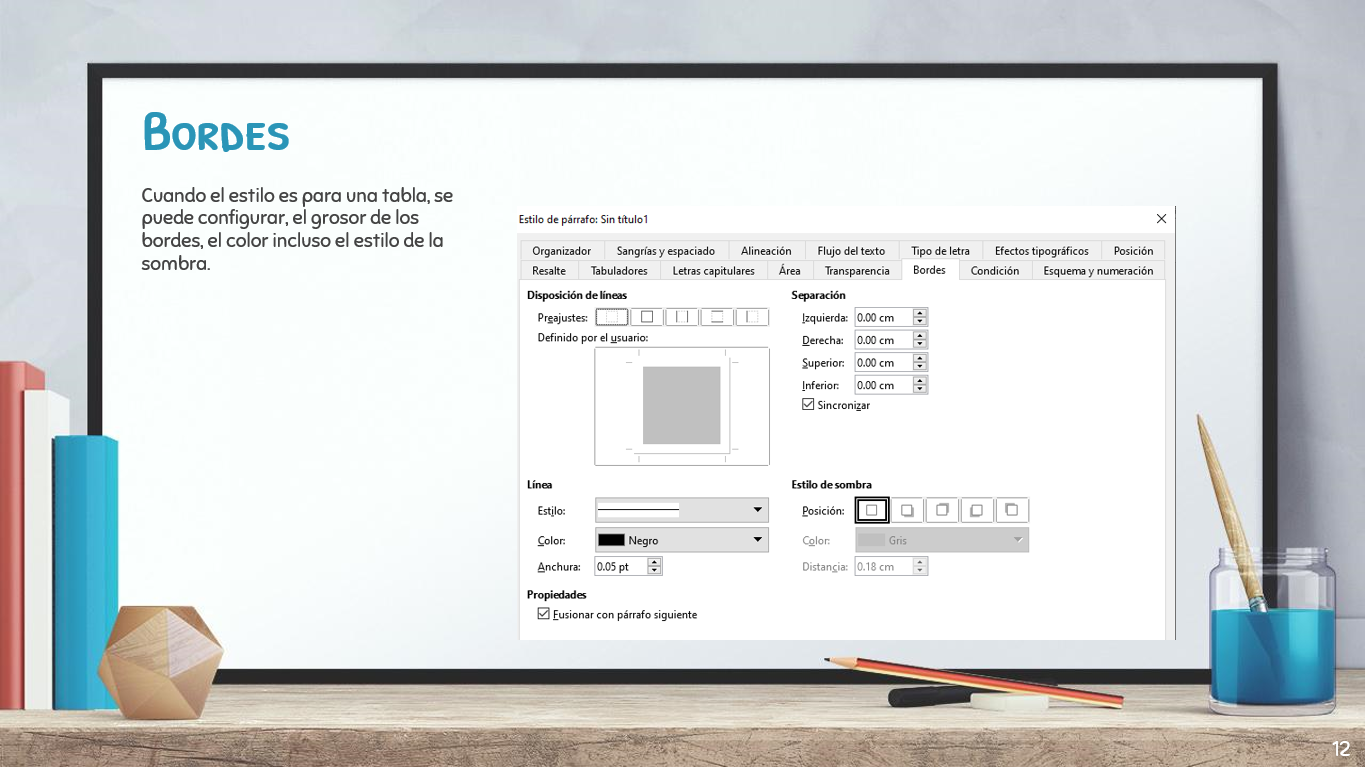 Bordes
Cuando el estilo es para una tabla, se
puede configurar, el grosor de los
bordes, el color incluso el estilo de la
sombra.
Estilo de párrafo: Sin título1
Organizador Sangrías y espaciado Alineación Flujo del texto Tipo de letra Efectos tipográficos Posición
Resalte Tabuladores Letras capitulares Área Transparencia Bordes Condición Esquema y numeración
Disposición de líneas
Preajustes:
Definido por el usuario:
Separación
Izquierda: 0.00 cm
Derecha: 0.00 cm
Superior: 0.00 cm
Inferior: 0.00 cm
Sincronizar
Línea
Estilo:
Color: Negro
Anchura: 0.05 pt
Estilo de sombra
Posición:
Color: Gris
Distancia: 0.18 cm
Propiedades
Fusionar con párrafo siguiente
12